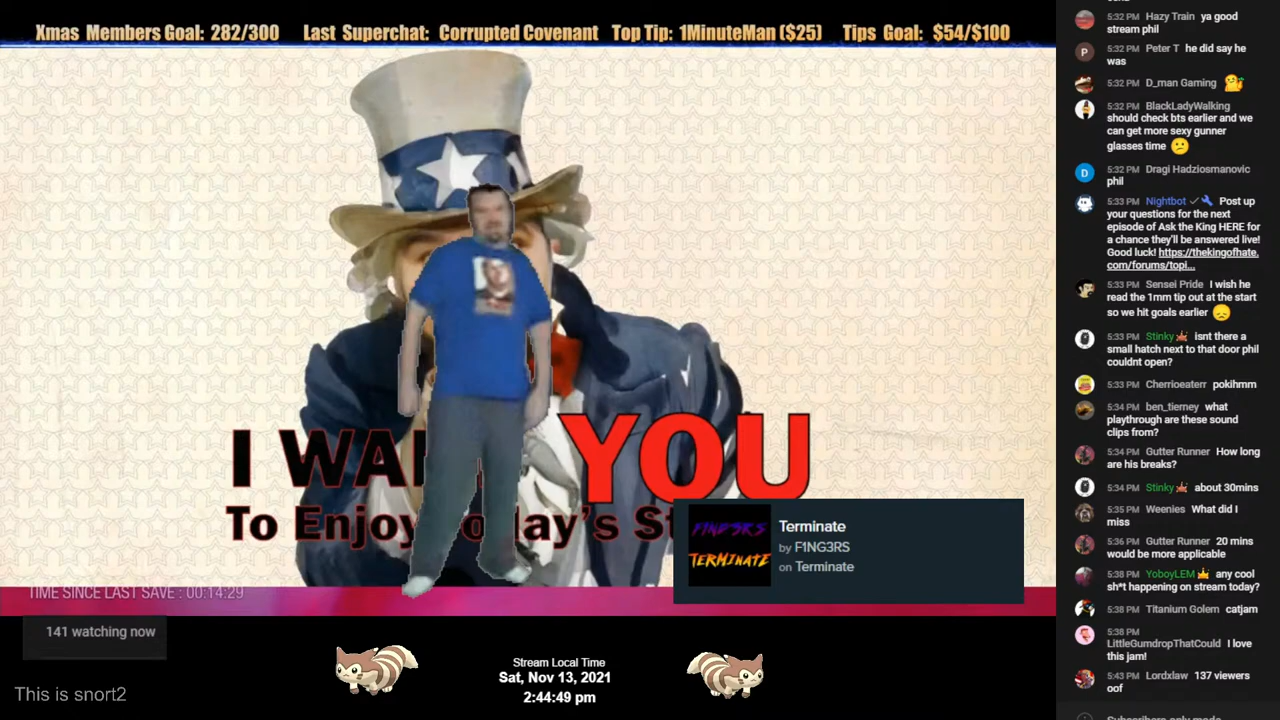 Xmas Members Goal: 282/300 Last Superchat: Corrupted Covenant Top Tip: 1MinuteMan ($25) Tips Goal: $54/$100
I WA
YOU
To Enjoy
ay's St
F1NG3RS
TERMINATE
Terminate
by F1NG3RS
on Terminate
TIME SINCE LAST SAVE : 00:14:29
141 watching now
This is snort2
Stream Local Time
Sat, Nov 13, 2021
2:44:49 pm
5:32 PM Hazy Train ya good
stream phil
P
5:32 PM Peter T he did say he
was
5:32 PM D_man Gaming
5:32 PM BlackLadyWalking
should check bts earlier and we
can get more sexy gunner
glasses time
D
5:32 PM Dragi Hadziosmanovic
phil
5:33 PM Nightbot Post up
your questions for the next
episode of Ask the King HERE for
a chance they'll be answered live!
Good luck! https://thekingofhate.
com/forums/topi...
5:33 PM Sensei Pride I wish he
read the 1mm tip out at the start
so we hit goals earlier
5:33 PM Stinky isnt there a
small hatch next to that door phil
couldnt open?
5:33 PM Cherrioeaterr pokihmm
5:34 PM ben_tierney what
playthrough are these sound
clips from?
5:34 PM Gutter Runner How long
are his breaks?
5:34 PM Stinky about 30mins
5:35 PM Weenies What did I
miss
5:36 PM Gutter Runner 20 mins
would be more applicable
5:38 PM YoboyLEM any cool
sh*t happening on stream today?
5:38 PM Titanium Golem catjam
5:38 PM
LittleGumdropThatCould I love
this jam!
5:43 PM Lordxlaw 137 viewers
oof
Subscribers-only mode